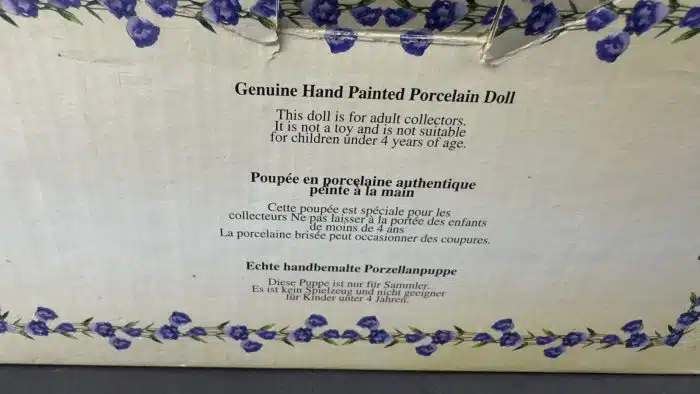 Genuine Hand Painted Porcelain Doll
This doll is for adult collectors.
It is not a toy and is not suitable
for children under 4 years of age.
Poupée en porcelaine authentique
peinte à la main
Cette poupée est spéciale pour les
collecteurs Ne pas laisser à la portée des enfants
de moins de 4 ans
La porcelaine brisée peut occasionner des coupures.
Echte handbemalte Porzellanpuppe
Diese Puppe ist nur für Sammler.
Es ist kein Spielzeug und nicht geeignet
für Kinder unter 4 Jahren.